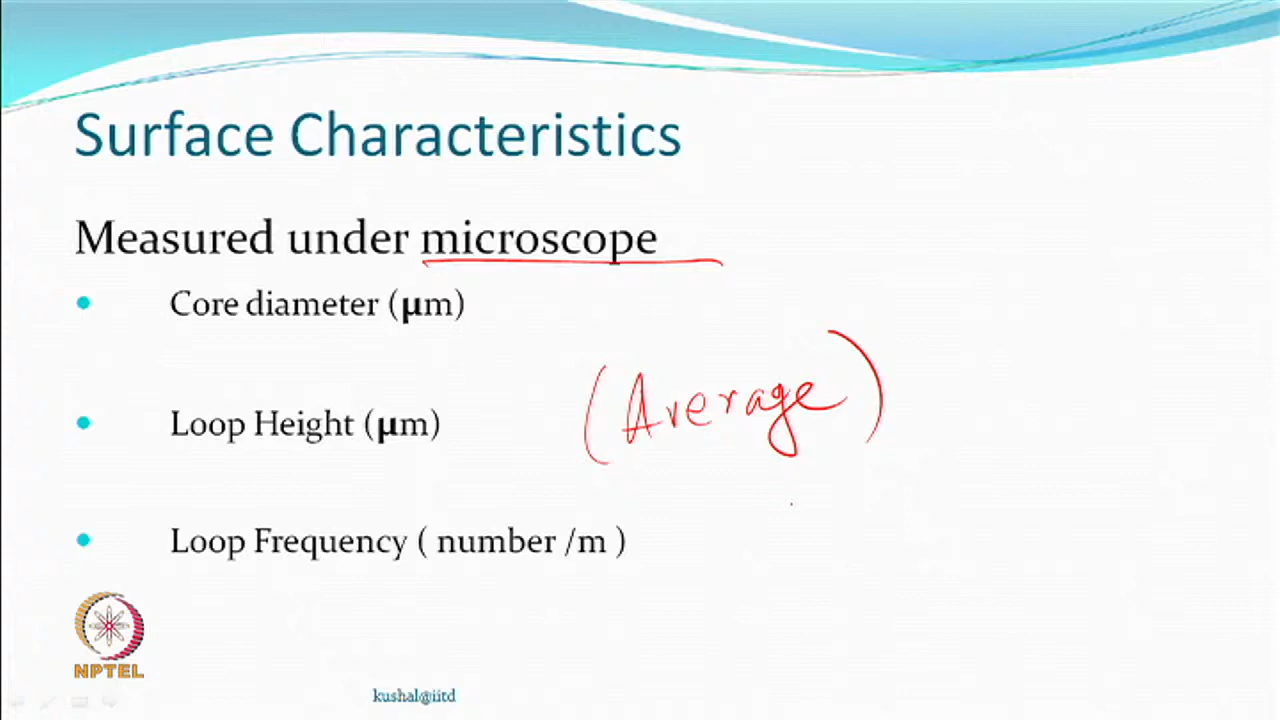 Surface Characteristics
Measured under microscope
Core diameter (μm)
(Average)
Loop Height (μm)
Loop Frequency ( number /m )
NPTEL
kushal@iitd